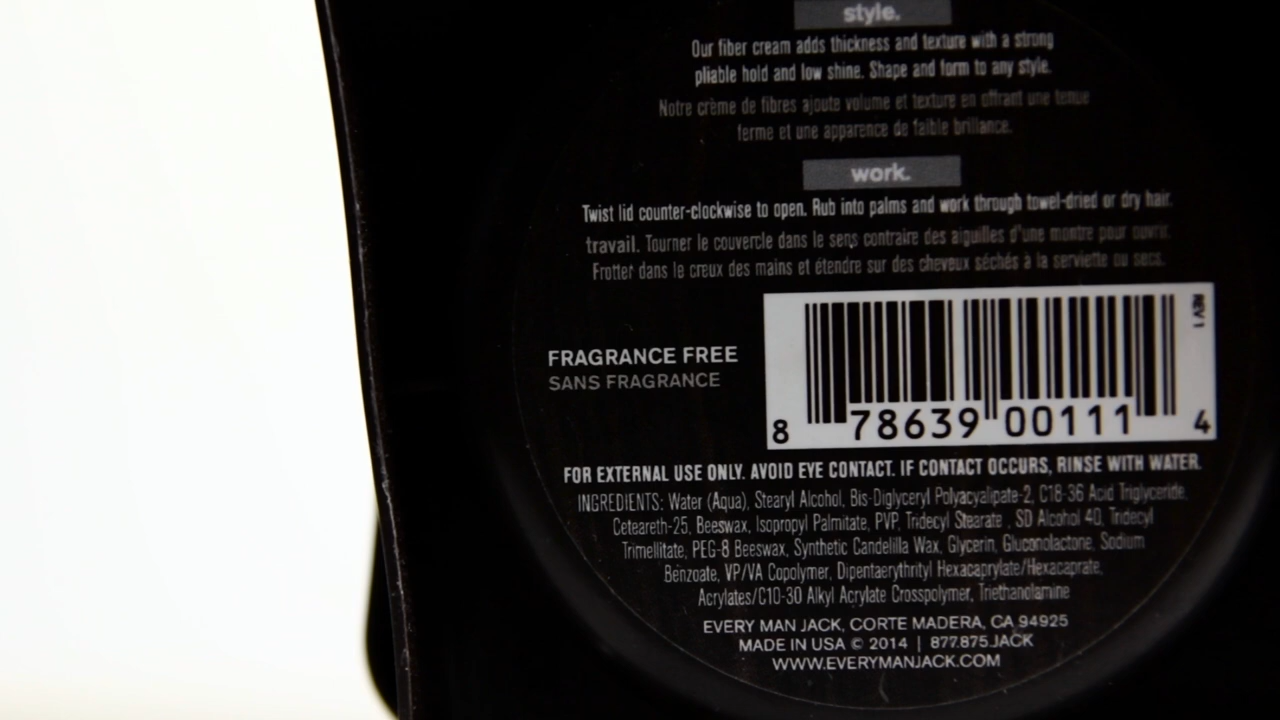 style.
Our fiber cream adds thickness and texture with a strong
pliable hold and low shine. Shape and form to any style.
Notre crème de fibres ajoute volume et texture en offrant une tenue
ferme et une apparence de faible brillance.
work.
Twist lid counter-clockwise to open. Rub into palms and work through towel-dried or dry hair.
travail. Tourner le couvercle dans le sens contraire des aiguilles d'une montre pour ouvrir.
Frotter dans le creux des mains et étendre sur des cheveux séchés à la serviette ou secs.
REV 1
FRAGRANCE FREE
SANS FRAGRANCE
8 78639 00111 4
FOR EXTERNAL USE ONLY. AVOID EYE CONTACT. IF CONTACT OCCURS, RINSE WITH WATER.
INGREDIENTS: Water (Aqua), Stearyl Alcohol, Bis-Diglyceryl Polyacyalipate-2, C18-36 Acid Triglyceride,
Ceteareth-25, Beeswax, Isopropyl Palmitate, PVP, Tridecyl Stearate , SD Alcohol 40, Tridecyl
Trimellitate, PEG-8 Beeswax, Synthetic Candelilla Wax, Glycerin, Gluconolactone, Sodium
Benzoate, VP/VA Copolymer, Dipentaerythrityl Hexacaprylate/Hexacaprate,
Acrylates/C10-30 Alkyl Acrylate Crosspolymer, Triethanolamine
EVERY MAN JACK, CORTE MADERA, CA 94925
MADE IN USA © 2014 | 877.875.JACK
WWW.EVERYMANJACK.COM